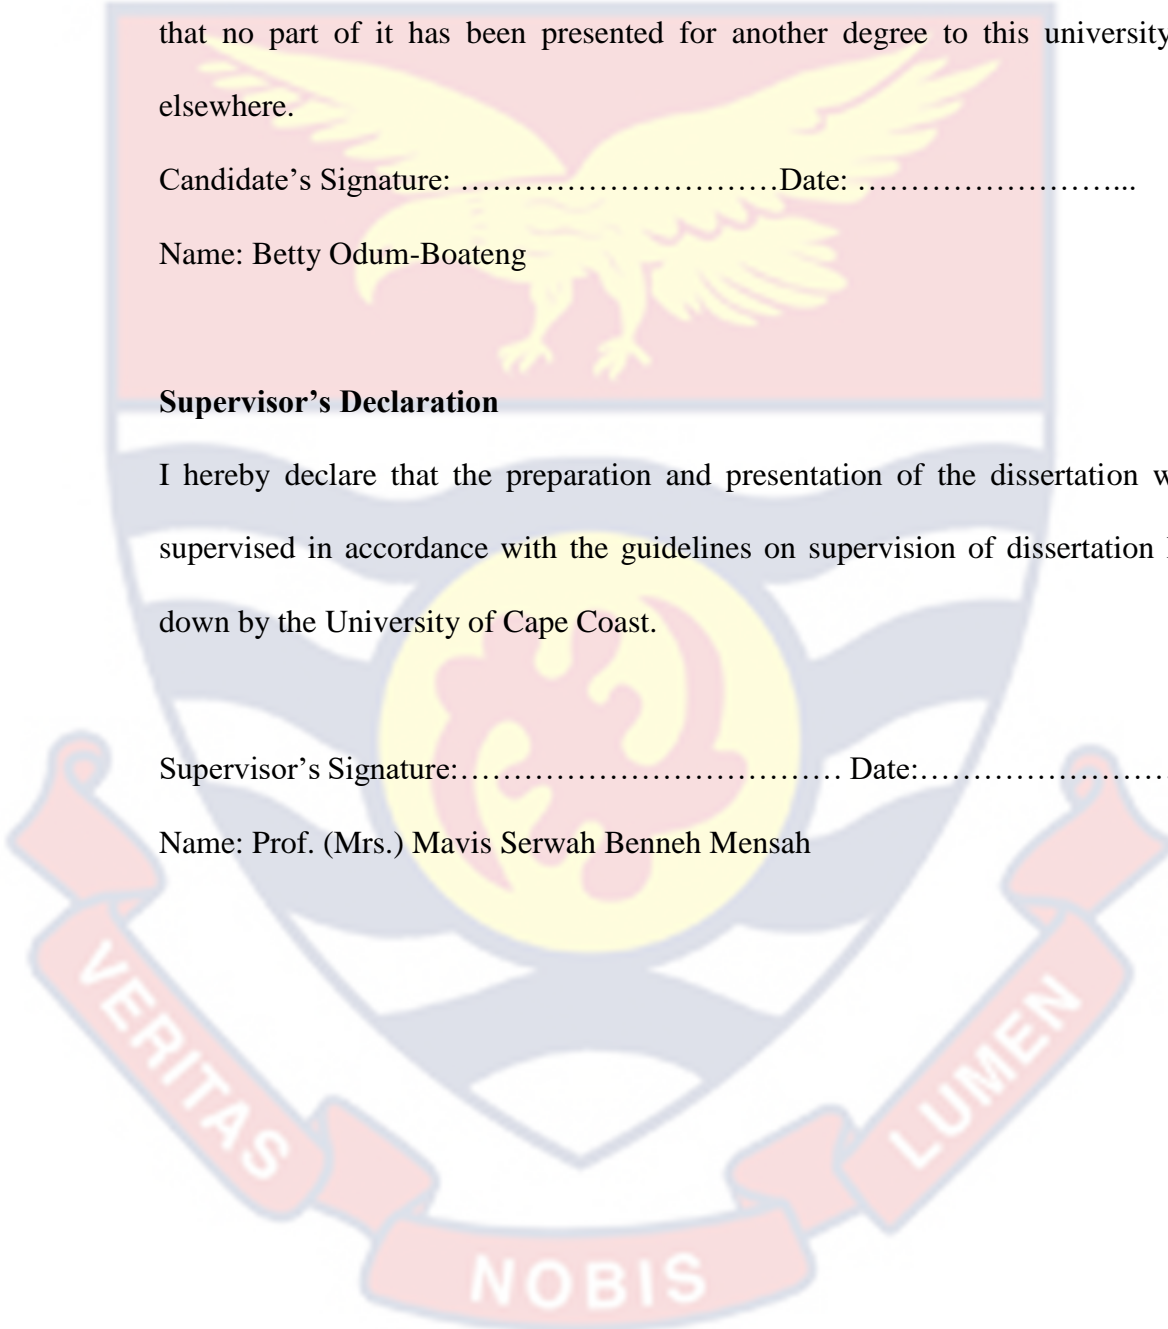 that no part of it has been presented for another degree to this university
elsewhere.
Candidate’s Signature: …………………………Date: ……………………...
Name: Betty Odum-Boateng
Supervisor’s Declaration
I hereby declare that the preparation and presentation of the dissertation
supervised in accordance with the guidelines on supervision of dissertation
down by the University of Cape Coast.
Supervisor’s Signature:……………………………… Date:……………………
Name: Prof. (Mrs.) Mavis Serwah Benneh Mensah
VERITAS
NOBIS
LUMEN